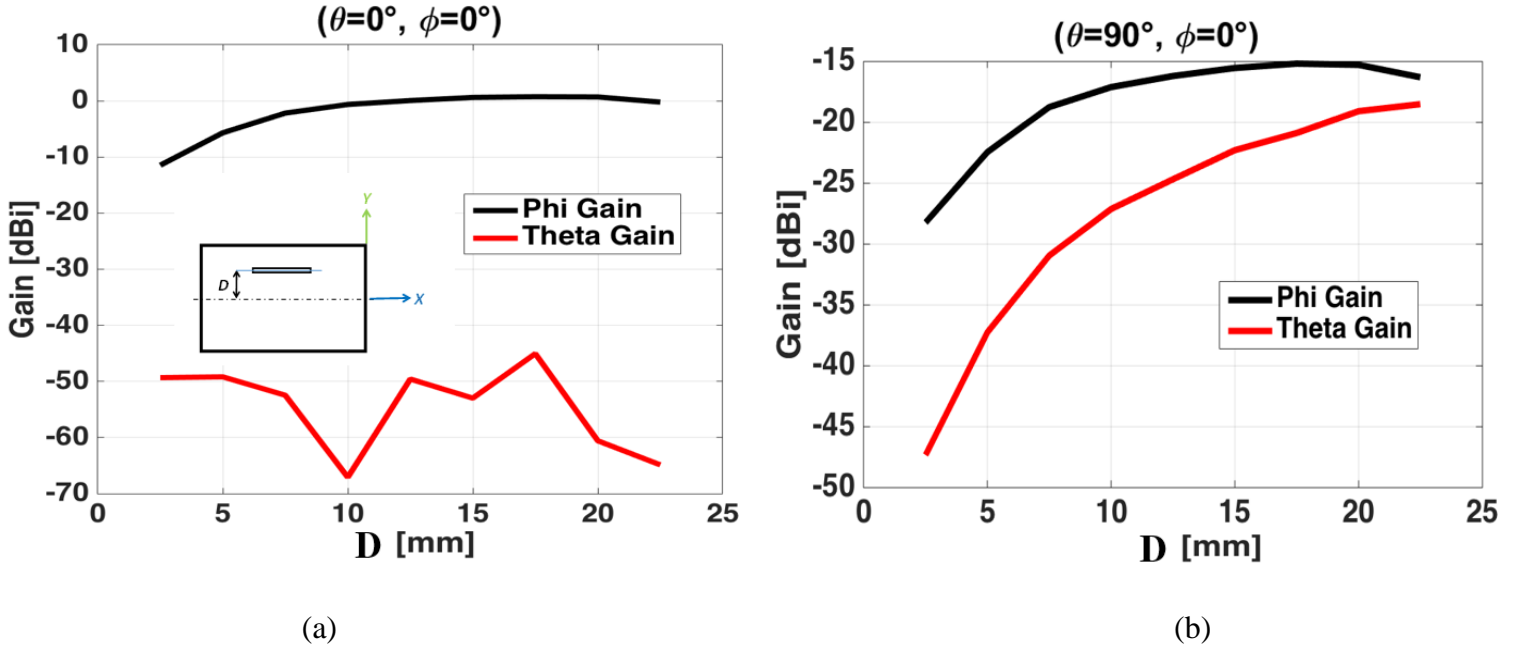 (θ=0°, ϕ=0°)
10
0
-10
-20
-30
-40
-50
-60
-70
Gain [dBi]
Phi Gain
Theta Gain
Y
D
X
0
5
10
15
20
25
D [mm]
(a)
(θ=90°, ϕ=0°)
-15
-20
-25
-30
-35
-40
-45
-50
Gain [dBi]
Phi Gain
Theta Gain
0
5
10
15
20
25
D [mm]
(b)